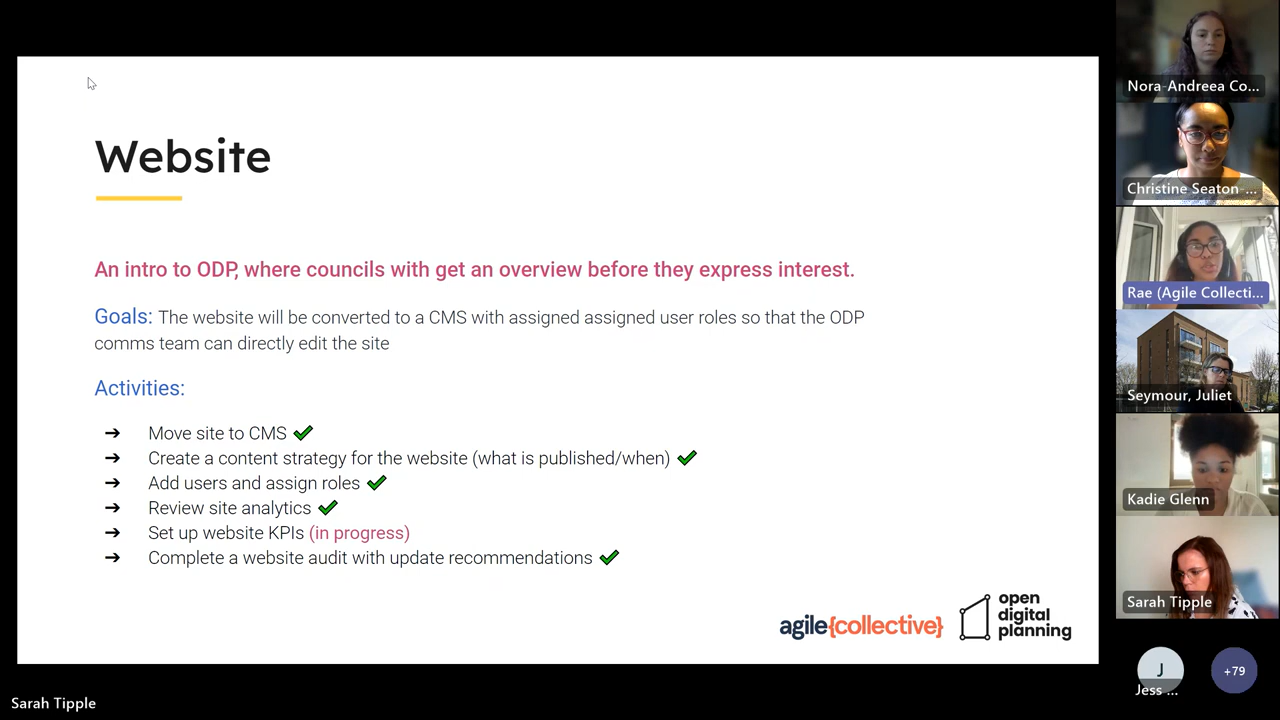 Website
An intro to ODP, where councils with get an overview before they express interest.
Goals: The website will be converted to a CMS with assigned assigned user roles so that the ODP
comms team can directly edit the site
Activities:
➔ Move site to CMS ✔
➔ Create a content strategy for the website (what is published/when) ✔
➔ Add users and assign roles ✔
➔ Review site analytics ✔
➔ Set up website KPIs (in progress)
➔ Complete a website audit with update recommendations ✔
agile{collective}
open
digital
planning
Nora-Andreea Co...
Christine Seaton-...
Rae (Agile Collecti...
Seymour, Juliet
Kadie Glenn
Sarah Tipple
J
Jess ...
+79
Sarah Tipple